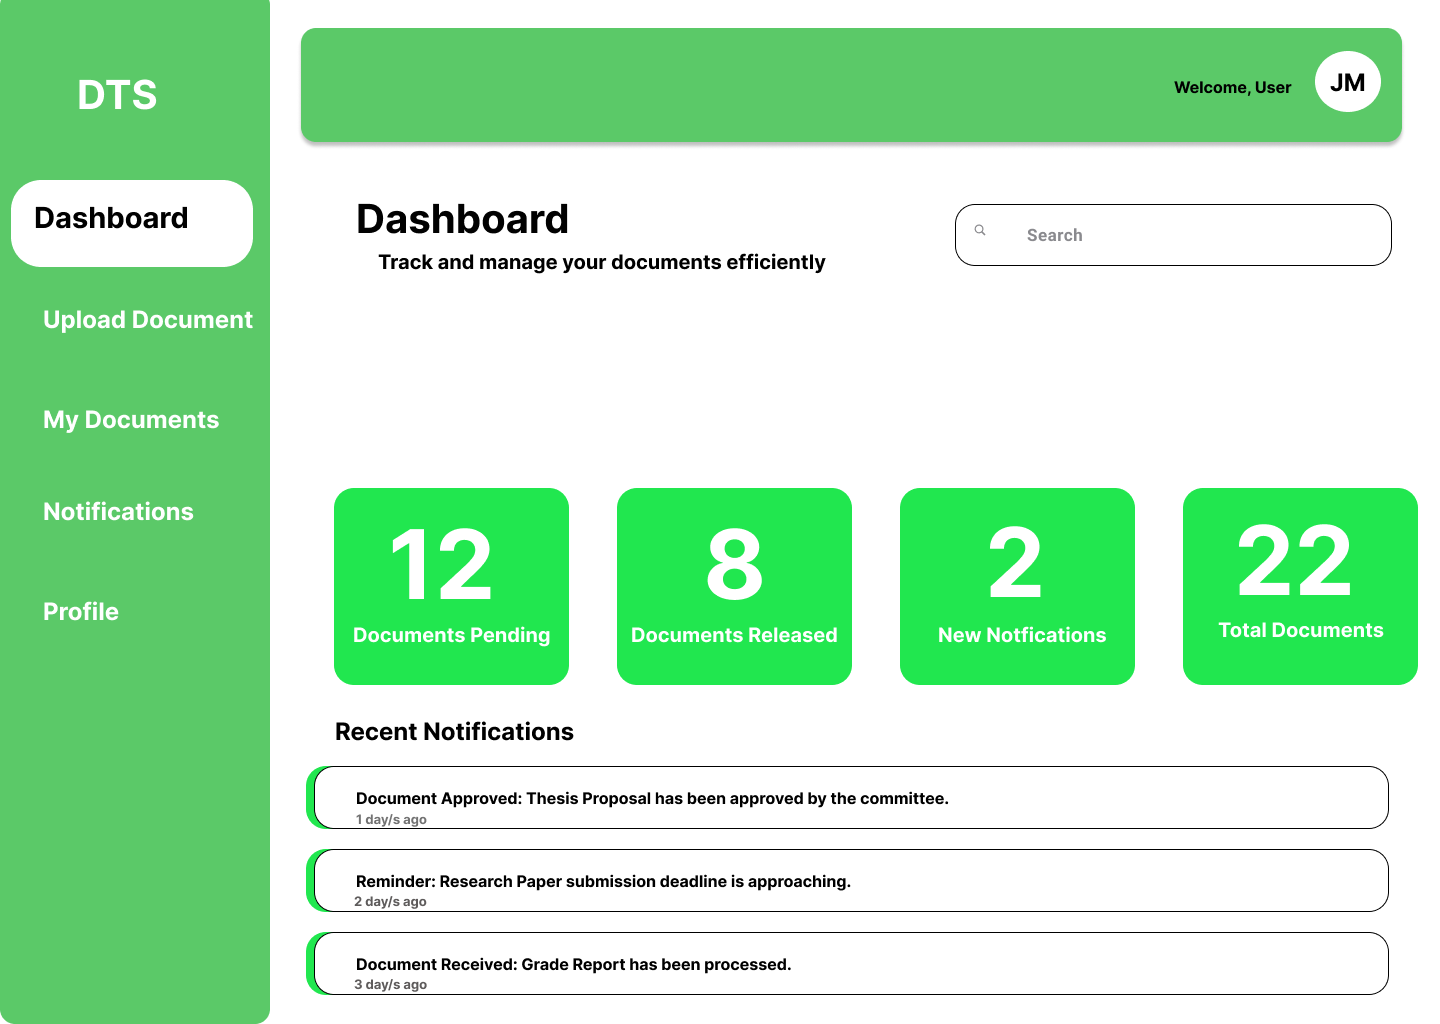 DTS
Dashboard
Upload Document
My Documents
Notifications
Profile
Welcome, User
JM
Dashboard
Track and manage your documents efficiently
Search
12
Documents Pending
8
Documents Released
2
New Notfications
22
Total Documents
Recent Notifications
Document Approved: Thesis Proposal has been approved by the committee.
1 day/s ago
Reminder: Research Paper submission deadline is approaching.
2 day/s ago
Document Received: Grade Report has been processed.
3 day/s ago